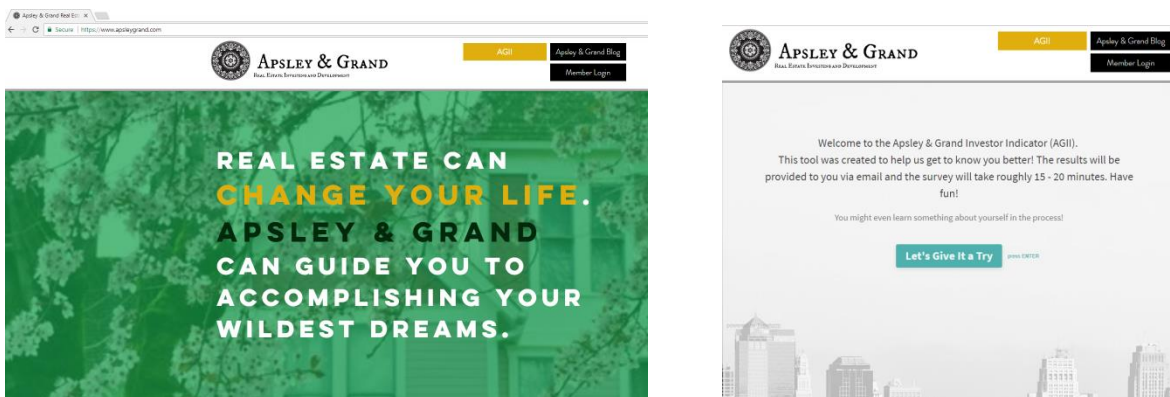 Apsley & Grand Real Est
Secure https://www.apsleygrand.com
APSLEY & GRAND
REAL ESTATE INVESTING AND DEVELOPMENT
AGII
Apsley & Grand Blog
Member Login
REAL ESTATE CAN
CHANGE YOUR LIFE.
APSLEY & GRAND
CAN GUIDE YOU TO
ACCOMPLISHING YOUR
WILDEST DREAMS.
APSLEY & GRAND
REAL ESTATE INVESTING AND DEVELOPMENT
AGII
Apsley & Grand Blog
Member Login
Welcome to the Apsley & Grand Investor Indicator (AGII).
This tool was created to help us get to know you better! The results will be
provided to you via email and the survey will take roughly 15 - 20 minutes. Have
fun!
You might even learn something about yourself in the process!
Let's Give It a Try
press ENTER